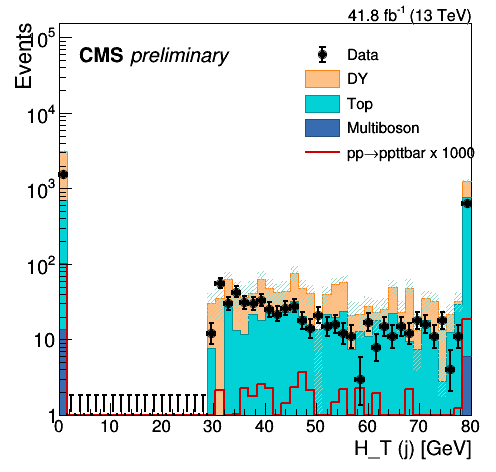 41.8 fb⁻¹ (13 TeV)
Events
CMS preliminary
Data
DY
Top
Multiboson
pp→ppttbar x 1000
10⁵
10⁴
10³
10²
10
1
0 10 20 30 40 50 60 70 80
H_T (j) [GeV]